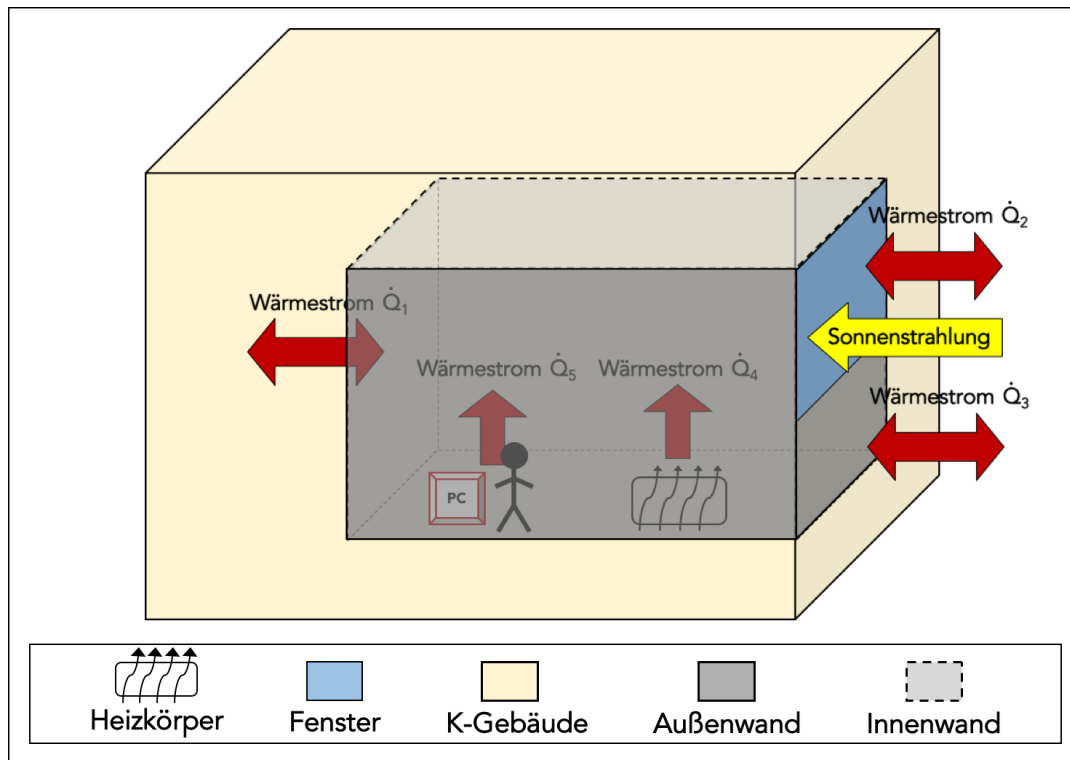 Wärmestrom Q̇₂
Wärmestrom Q̇₁
Sonnenstrahlung
Wärmestrom Q̇₅
Wärmestrom Q̇₄
Wärmestrom Q̇₃
PC
Heizkörper
Fenster
K-Gebäude
Außenwand
Innenwand